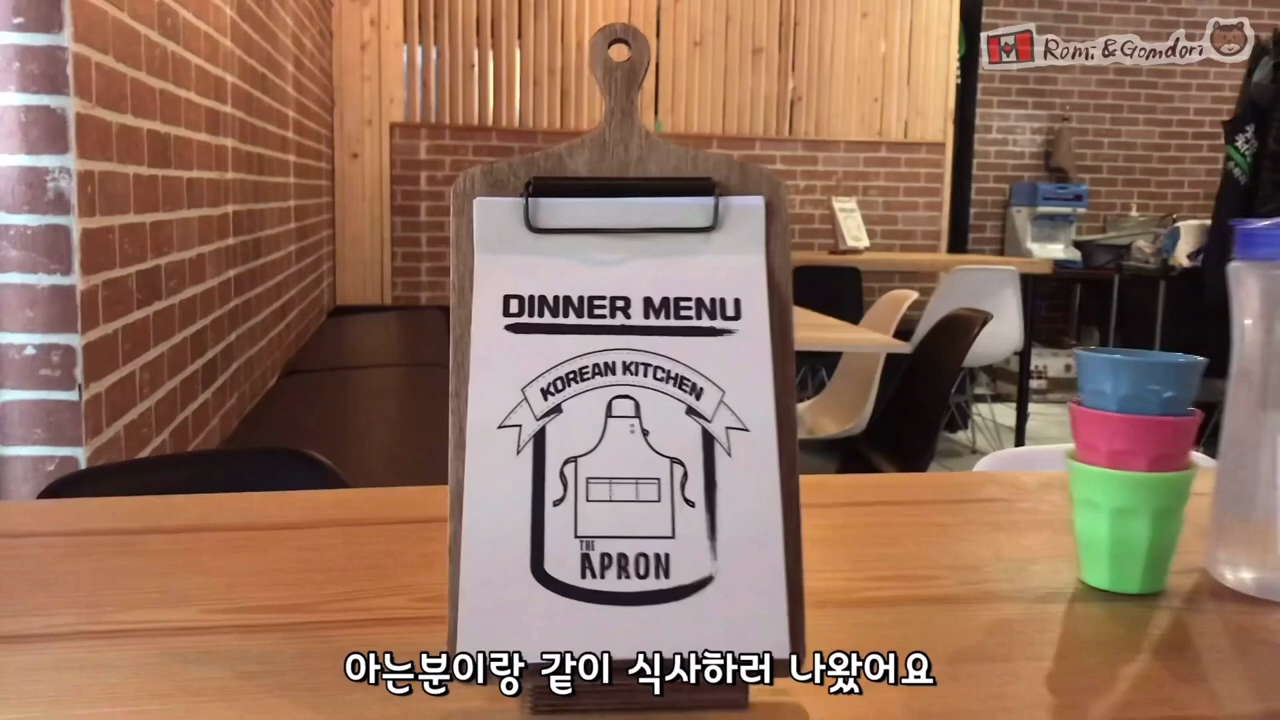 Romi & Gomdori
DINNER MENU
KOREAN KITCHEN
THE
APRON
아는분이랑 같이 식사하러 나왔어요